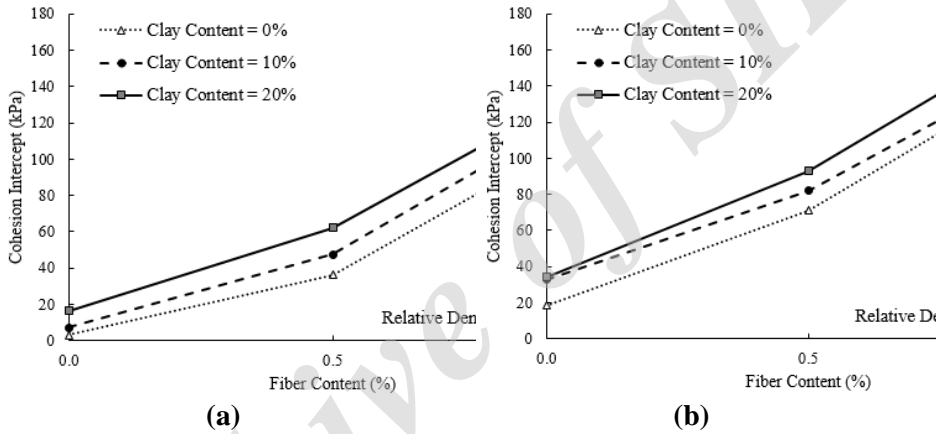 180
160
140
120
100
80
60
40
20
0
Cohesion Intercept (kPa)
Clay Content = 0%
Clay Content = 10%
Clay Content = 20%
Relative Den
0.0
0.5
Fiber Content (%)
(a)
180
160
140
120
100
80
60
40
20
0
Cohesion Intercept (kPa)
Clay Content = 0%
Clay Content = 10%
Clay Content = 20%
Relative De
0.0
0.5
Fiber Content (%)
(b)
ive of SI